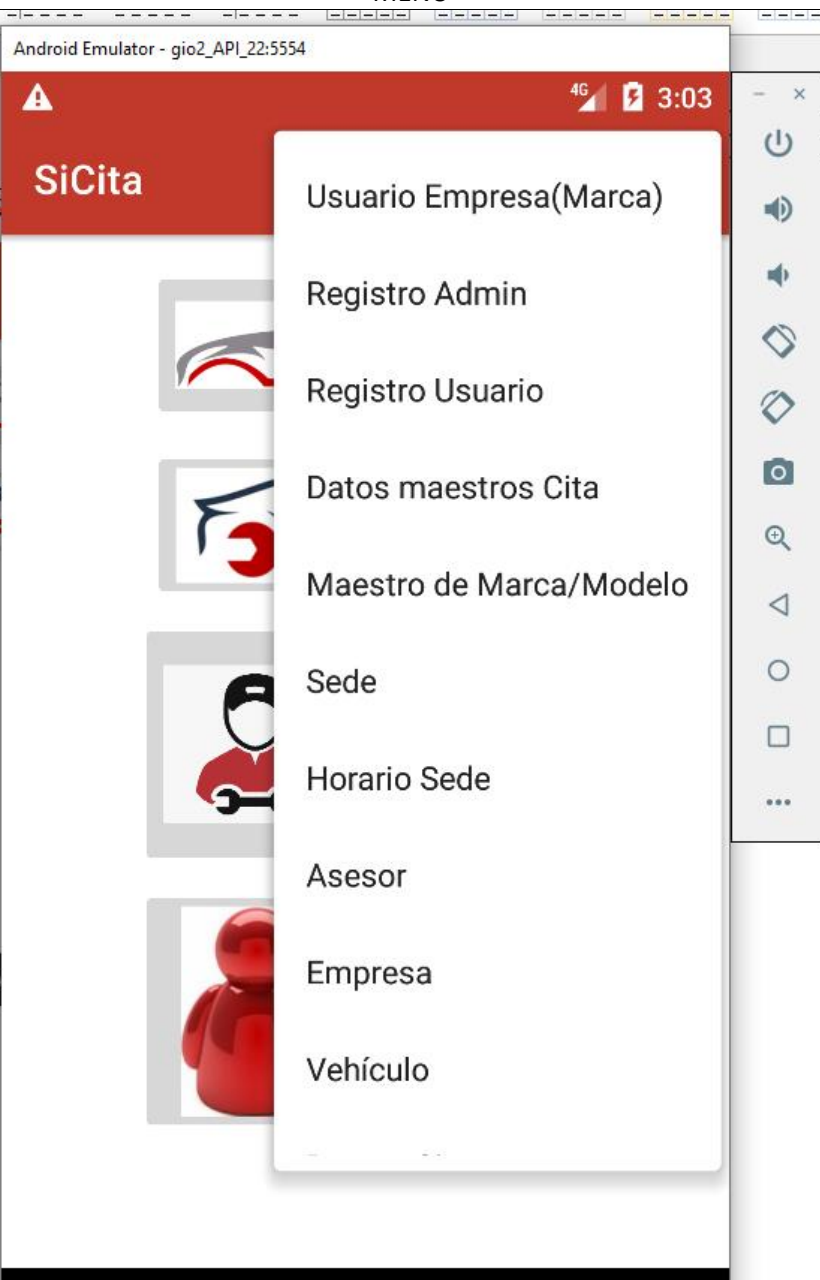 Android Emulator - gio2_API_22:5554
4G 3:03
SiCita
Usuario Empresa(Marca)
Registro Admin
Registro Usuario
Datos maestros Cita
Maestro de Marca/Modelo
Sede
Horario Sede
Asesor
Empresa
Vehículo